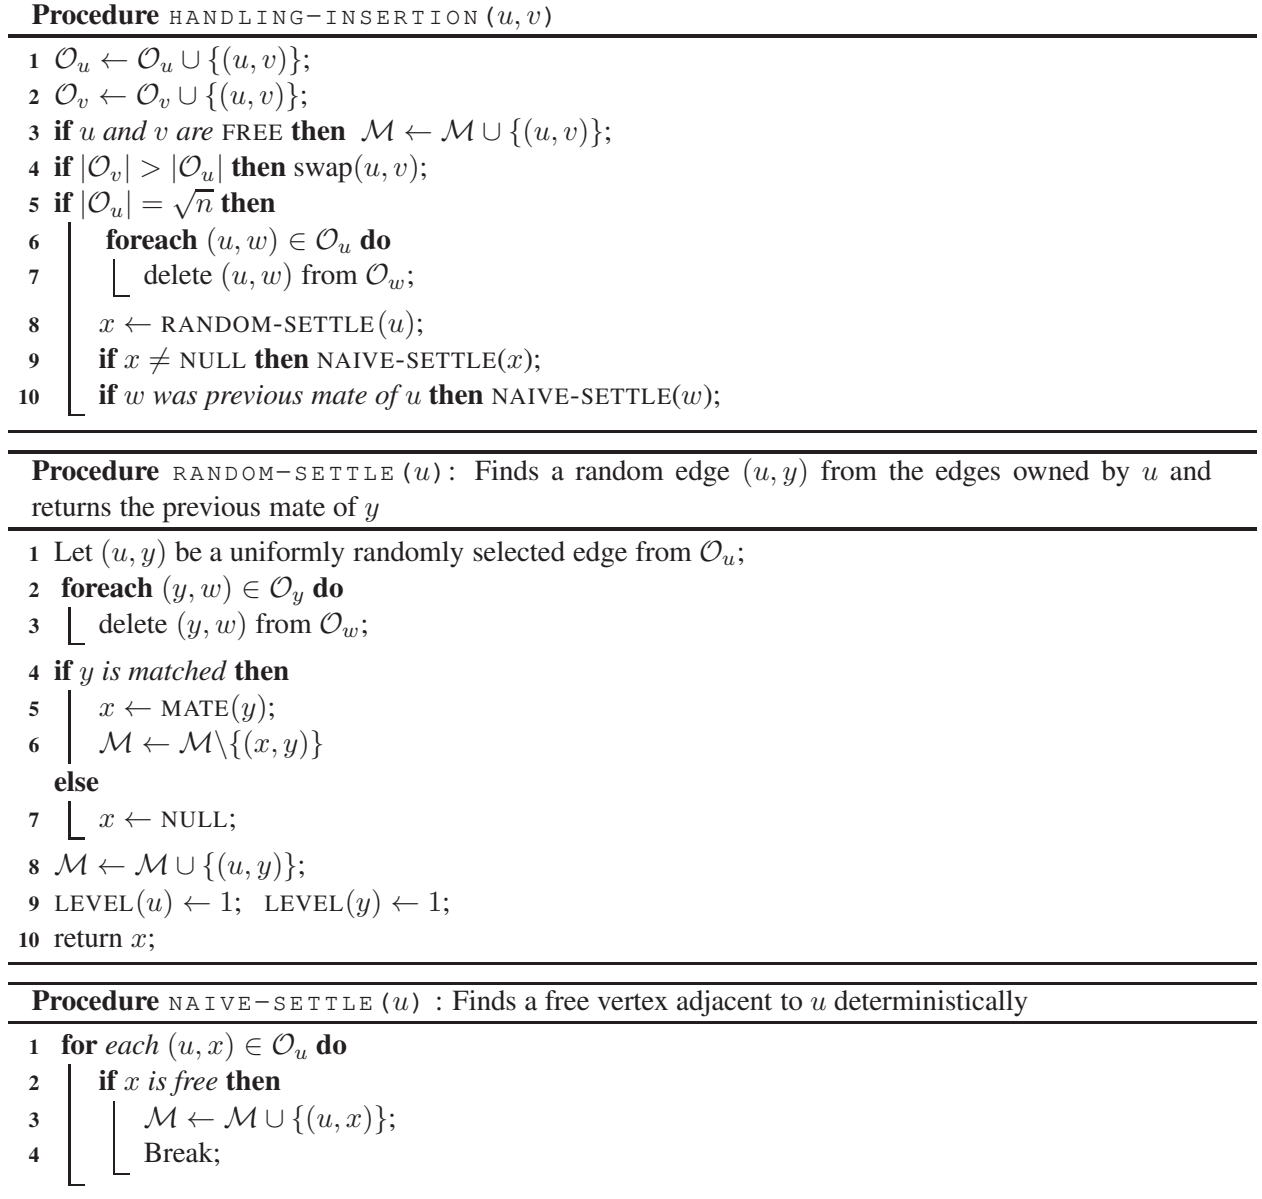 Procedure HANDLING-INSERTION(u, v)
1 𝒪_u ← 𝒪_u ∪ {(u, v)};
2 𝒪_v ← 𝒪_v ∪ {(u, v)};
3 if u and v are FREE then ℳ ← ℳ ∪ {(u, v)};
4 if |𝒪_v| > |𝒪_u| then swap(u, v);
5 if |𝒪_u| = √n then
6 foreach (u, w) ∈ 𝒪_u do
7 delete (u, w) from 𝒪_w;
8 x ← RANDOM-SETTLE(u);
9 if x ≠ NULL then NAIVE-SETTLE(x);
10 if w was previous mate of u then NAIVE-SETTLE(w);
Procedure RANDOM-SETTLE(u): Finds a random edge (u, y) from the edges owned by u and
returns the previous mate of y
1 Let (u, y) be a uniformly randomly selected edge from 𝒪_u;
2 foreach (y, w) ∈ 𝒪_y do
3 delete (y, w) from 𝒪_w;
4 if y is matched then
5 x ← MATE(y);
6 ℳ ← ℳ\{(x, y)}
else
7 x ← NULL;
8 ℳ ← ℳ ∪ {(u, y)};
9 LEVEL(u) ← 1; LEVEL(y) ← 1;
10 return x;
Procedure NAIVE-SETTLE(u) : Finds a free vertex adjacent to u deterministically
1 for each (u, x) ∈ 𝒪_u do
2 if x is free then
3 ℳ ← ℳ ∪ {(u, x)};
4 Break;